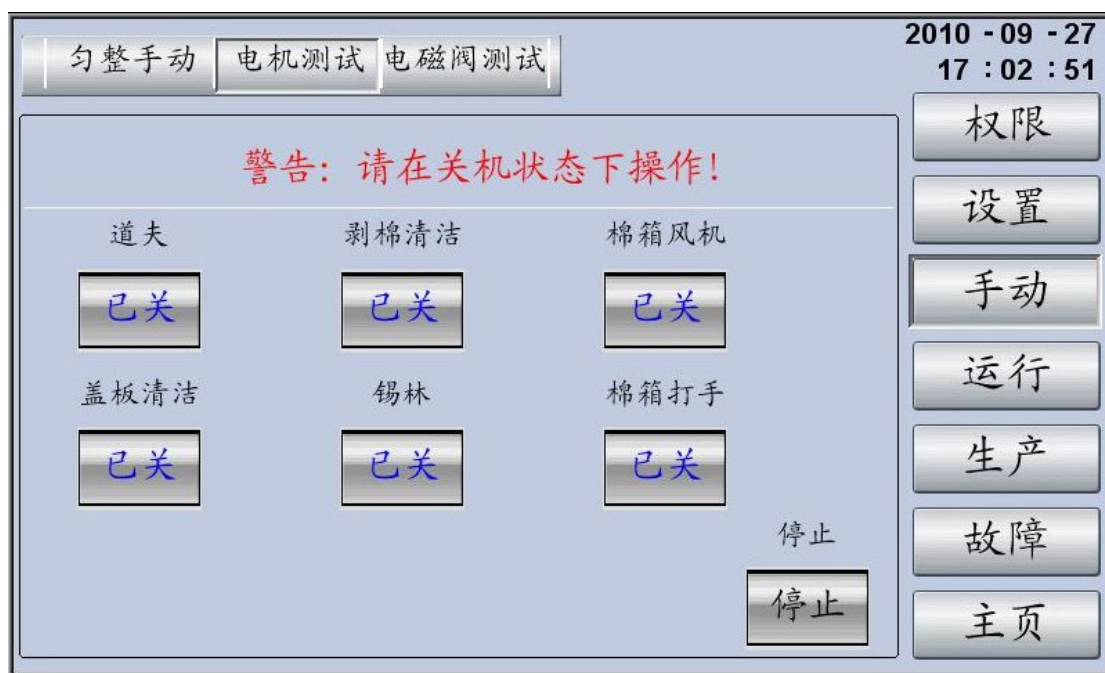 匀整手动 电机测试 电磁阀测试
2010 - 09 - 27
17 : 02 : 51
警告: 请在关机状态下操作!
道夫 剥棉清洁 棉箱风机
已关 已关 已关
盖板清洁 锡林 棉箱打手
已关 已关 已关
停止
停止
权限
设置
手动
运行
生产
故障
主页